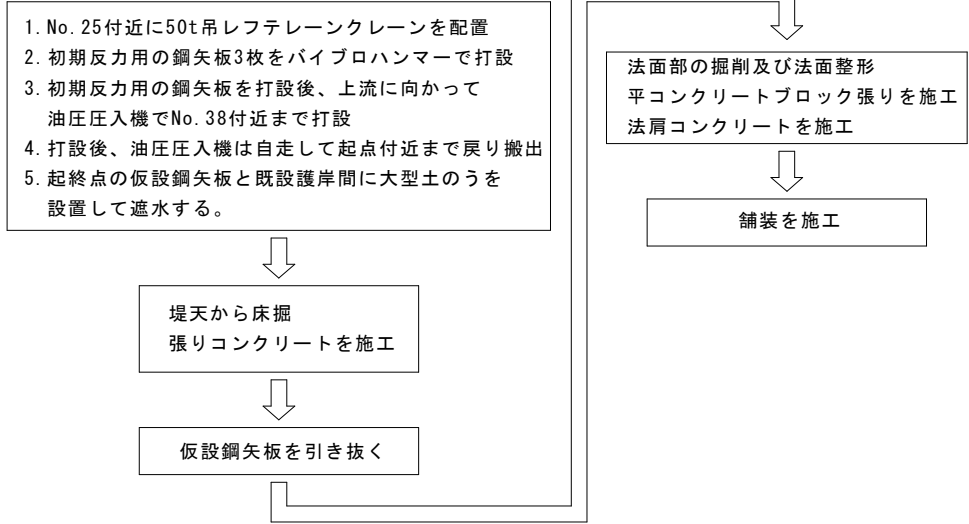 1.No.25付近に50t吊レフテレーンクレーンを配置
2.初期反力用の鋼矢板3枚をバイブロハンマーで打設
3.初期反力用の鋼矢板を打設後、上流に向かって
油圧圧入機でNo.38付近まで打設
4.打設後、油圧圧入機は自走して起点付近まで戻り搬出
5.起終点の仮設鋼矢板と既設護岸間に大型土のうを
設置して遮水する。
堤天から床掘
張りコンクリートを施工
仮設鋼矢板を引き抜く
法面部の掘削及び法面整形
平コンクリートブロック張りを施工
法肩コンクリートを施工
舗装を施工